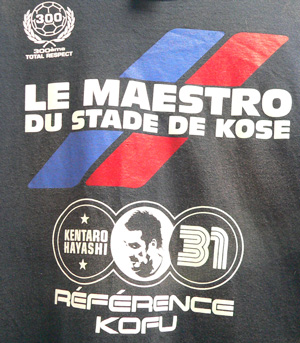 300
300ème
TOTAL RESPECT
LE MAESTRO
DU STADE DE KOSE
KENTARO
HAYASHI
31
RÉFÉRENCE
KOFU